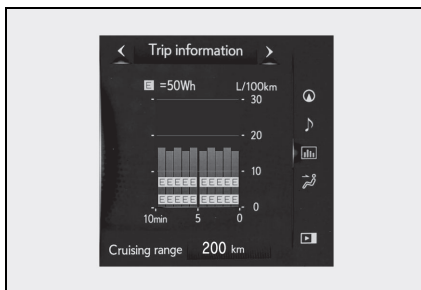 Trip information
E =50Wh L/100km
30
20
10
EEEEE EEEEE
EEEEE EEEEE
0
10min 5 0
Cruising range 200 km